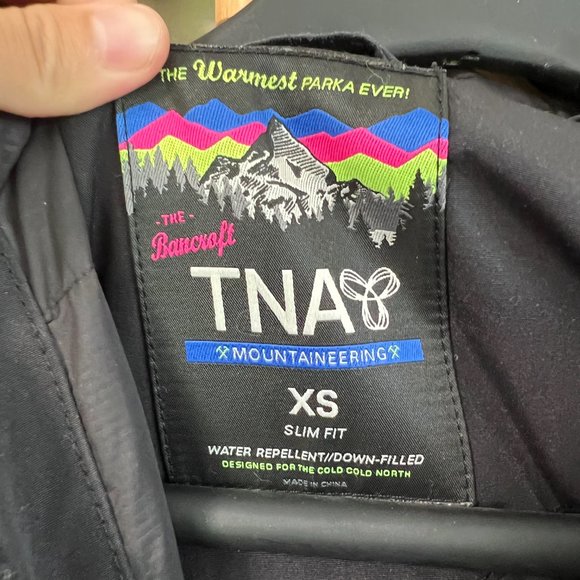 THE Warmest PARKA EVER!
- THE -
Bancroft
TNA
MOUNTAINEERING
XS
SLIM FIT
WATER REPELLENT//DOWN-FILLED
DESIGNED FOR THE COLD COLD NORTH
MADE IN CHINA